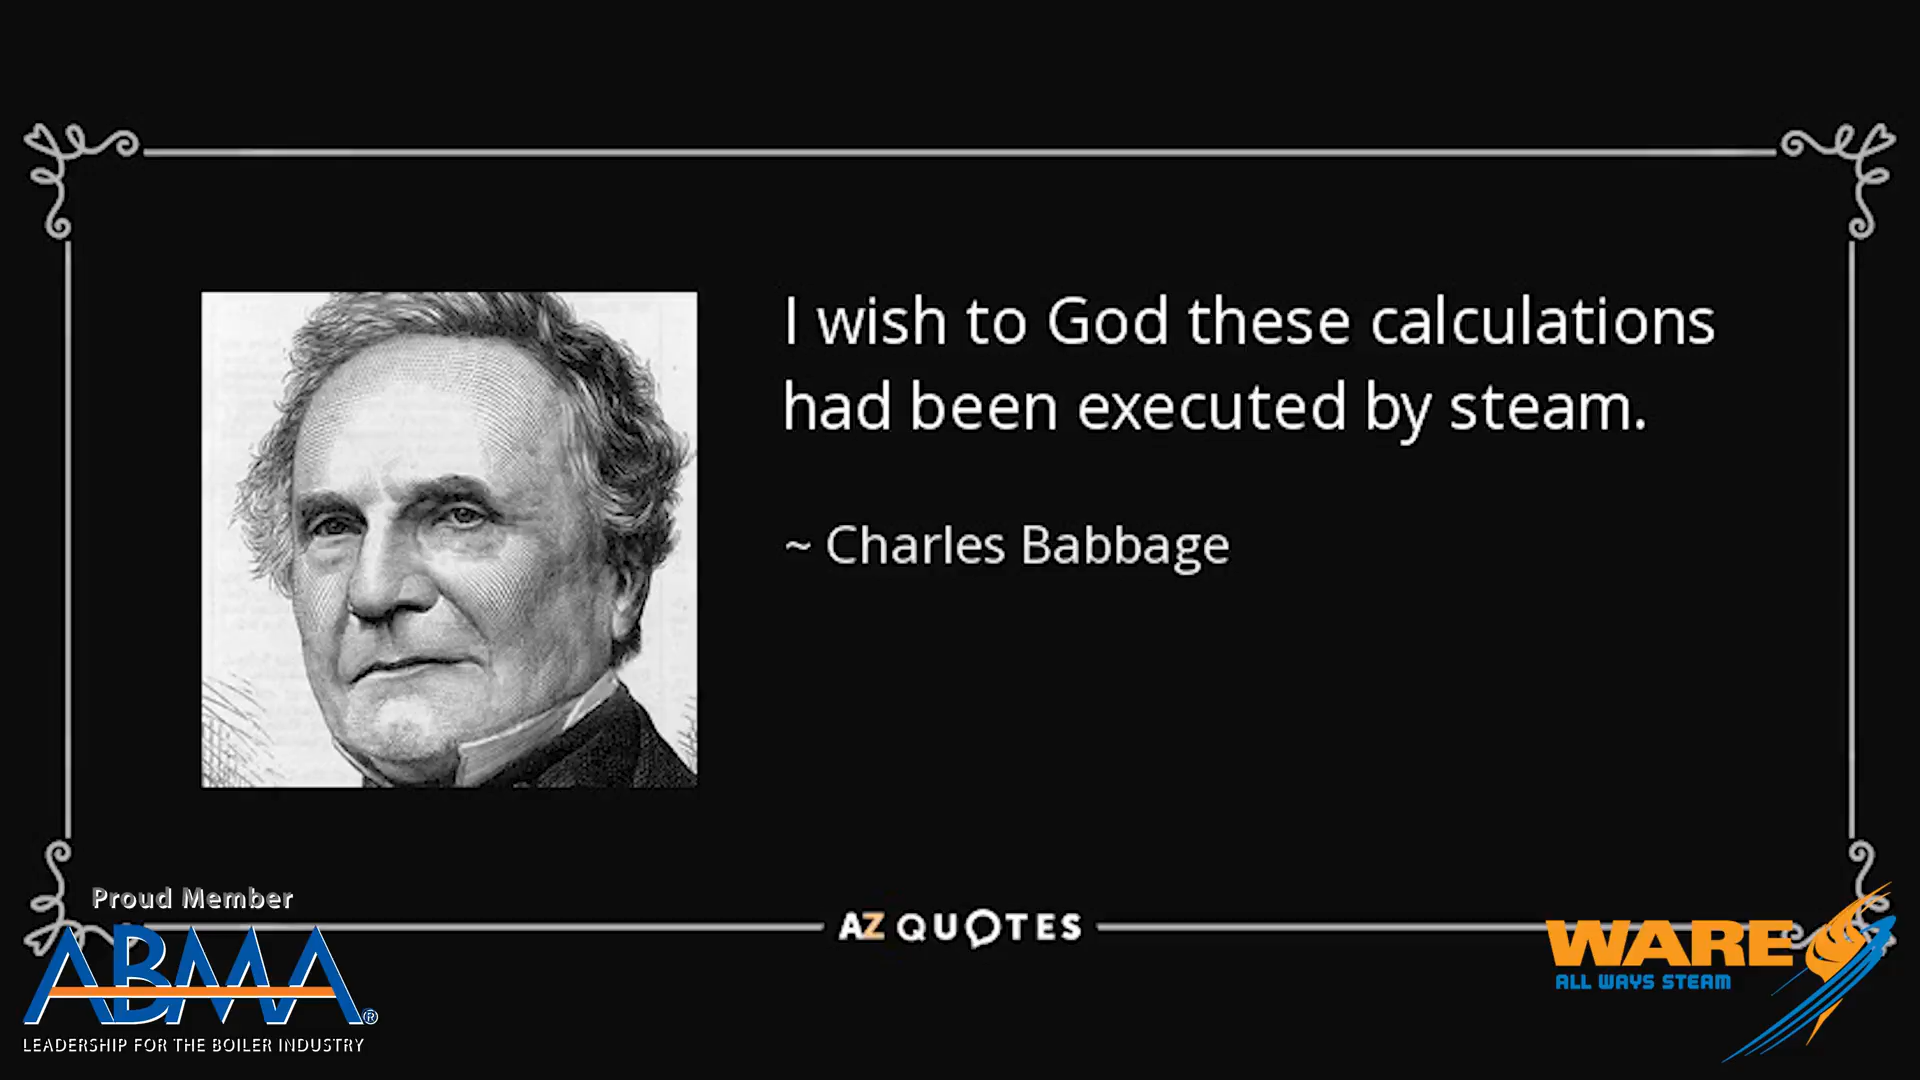 I wish to God these calculations
had been executed by steam.
~ Charles Babbage
Proud Member
AZ QUOTES
ABMA®
LEADERSHIP FOR THE BOILER INDUSTRY
WARE
ALL WAYS STEAM